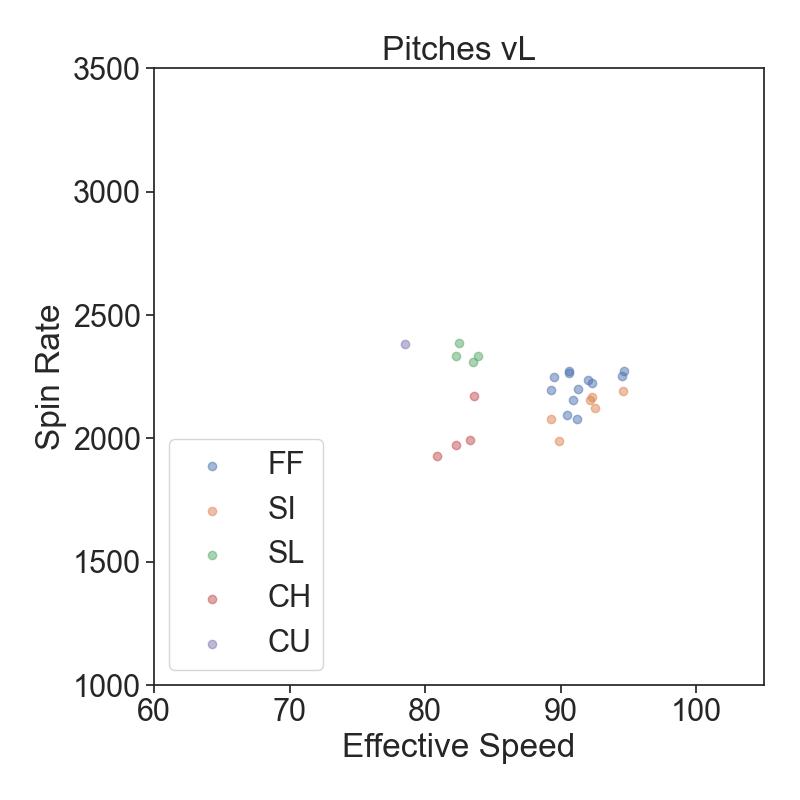 Pitches vL
3500
3000
2500
2000
1500
1000
Spin Rate
FF
SI
SL
CH
CU
60 70 80 90 100
Effective Speed